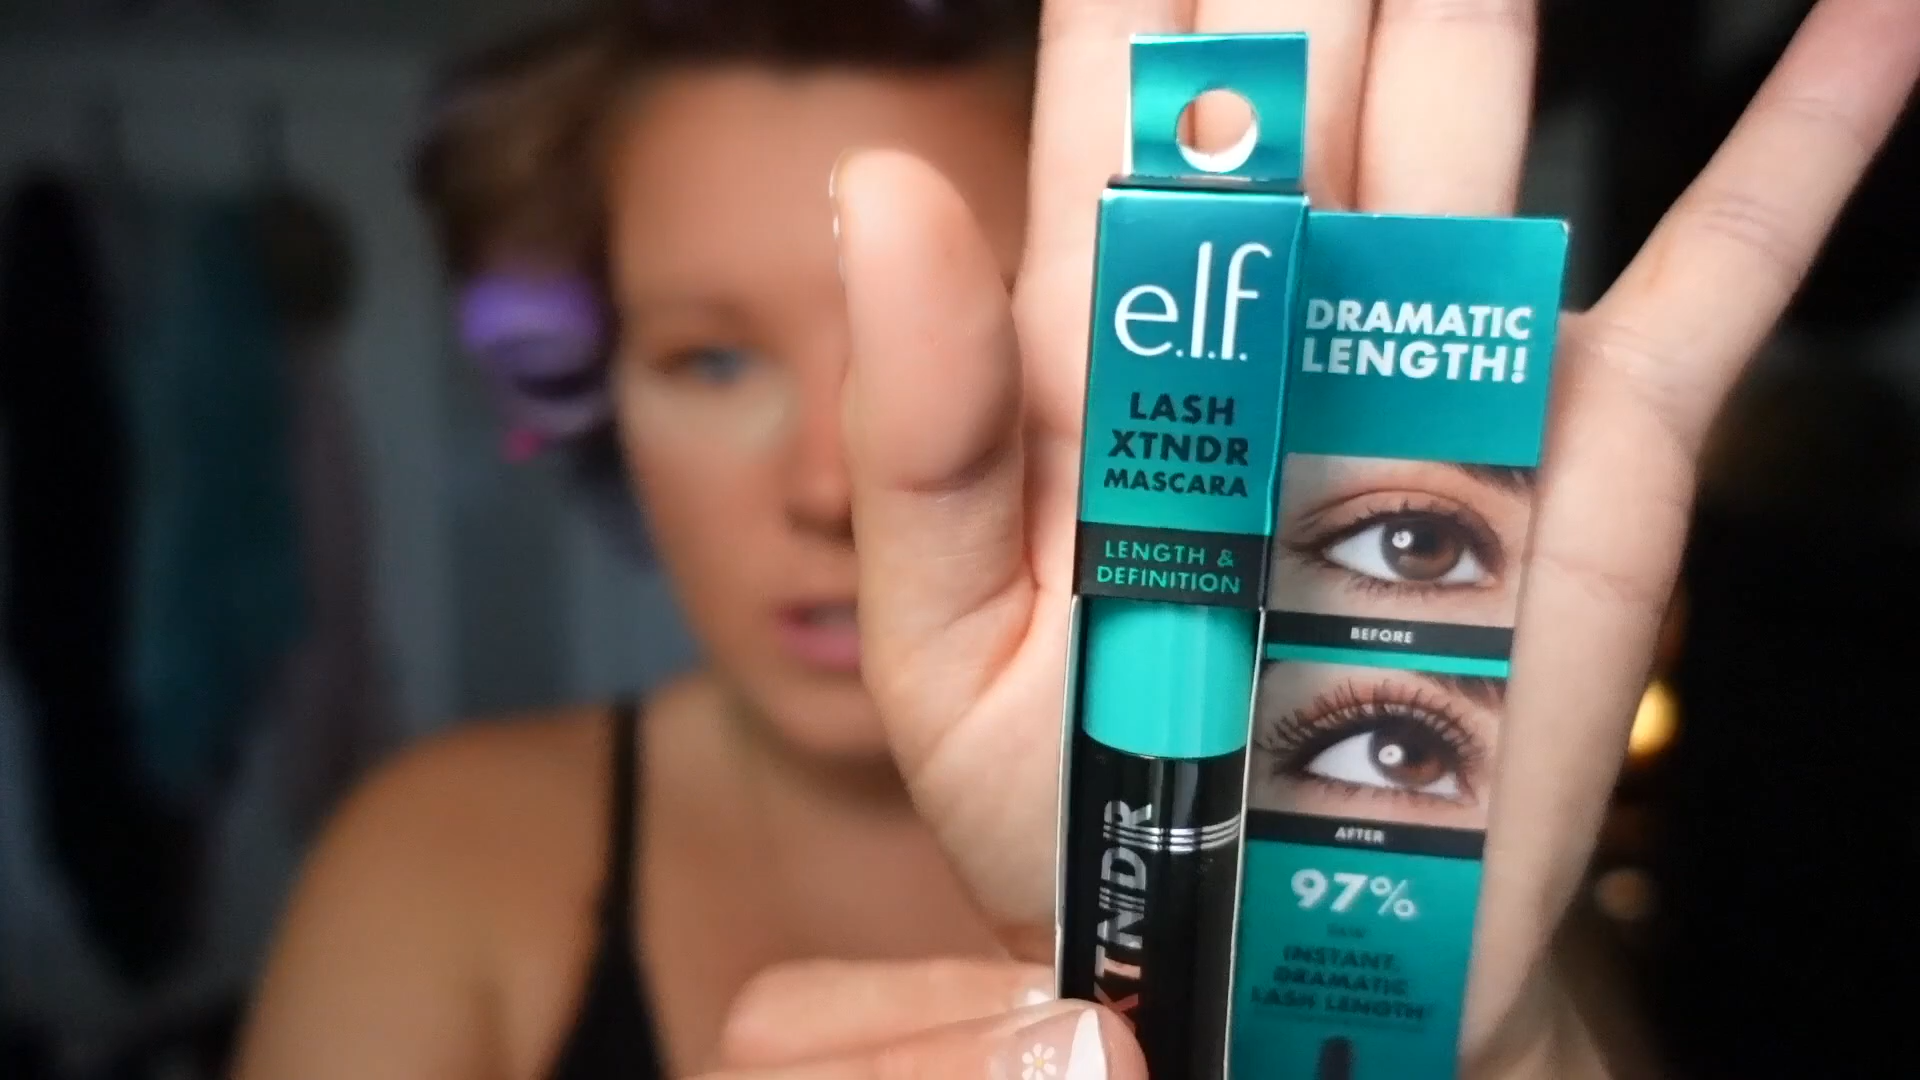 e.l.f.
LASH
XTNDR
MASCARA
LENGTH &
DEFINITION
XTNDR
DRAMATIC
LENGTH!
BEFORE
AFTER
97%
INSTANT
DRAMATIC
LASH LENGTH